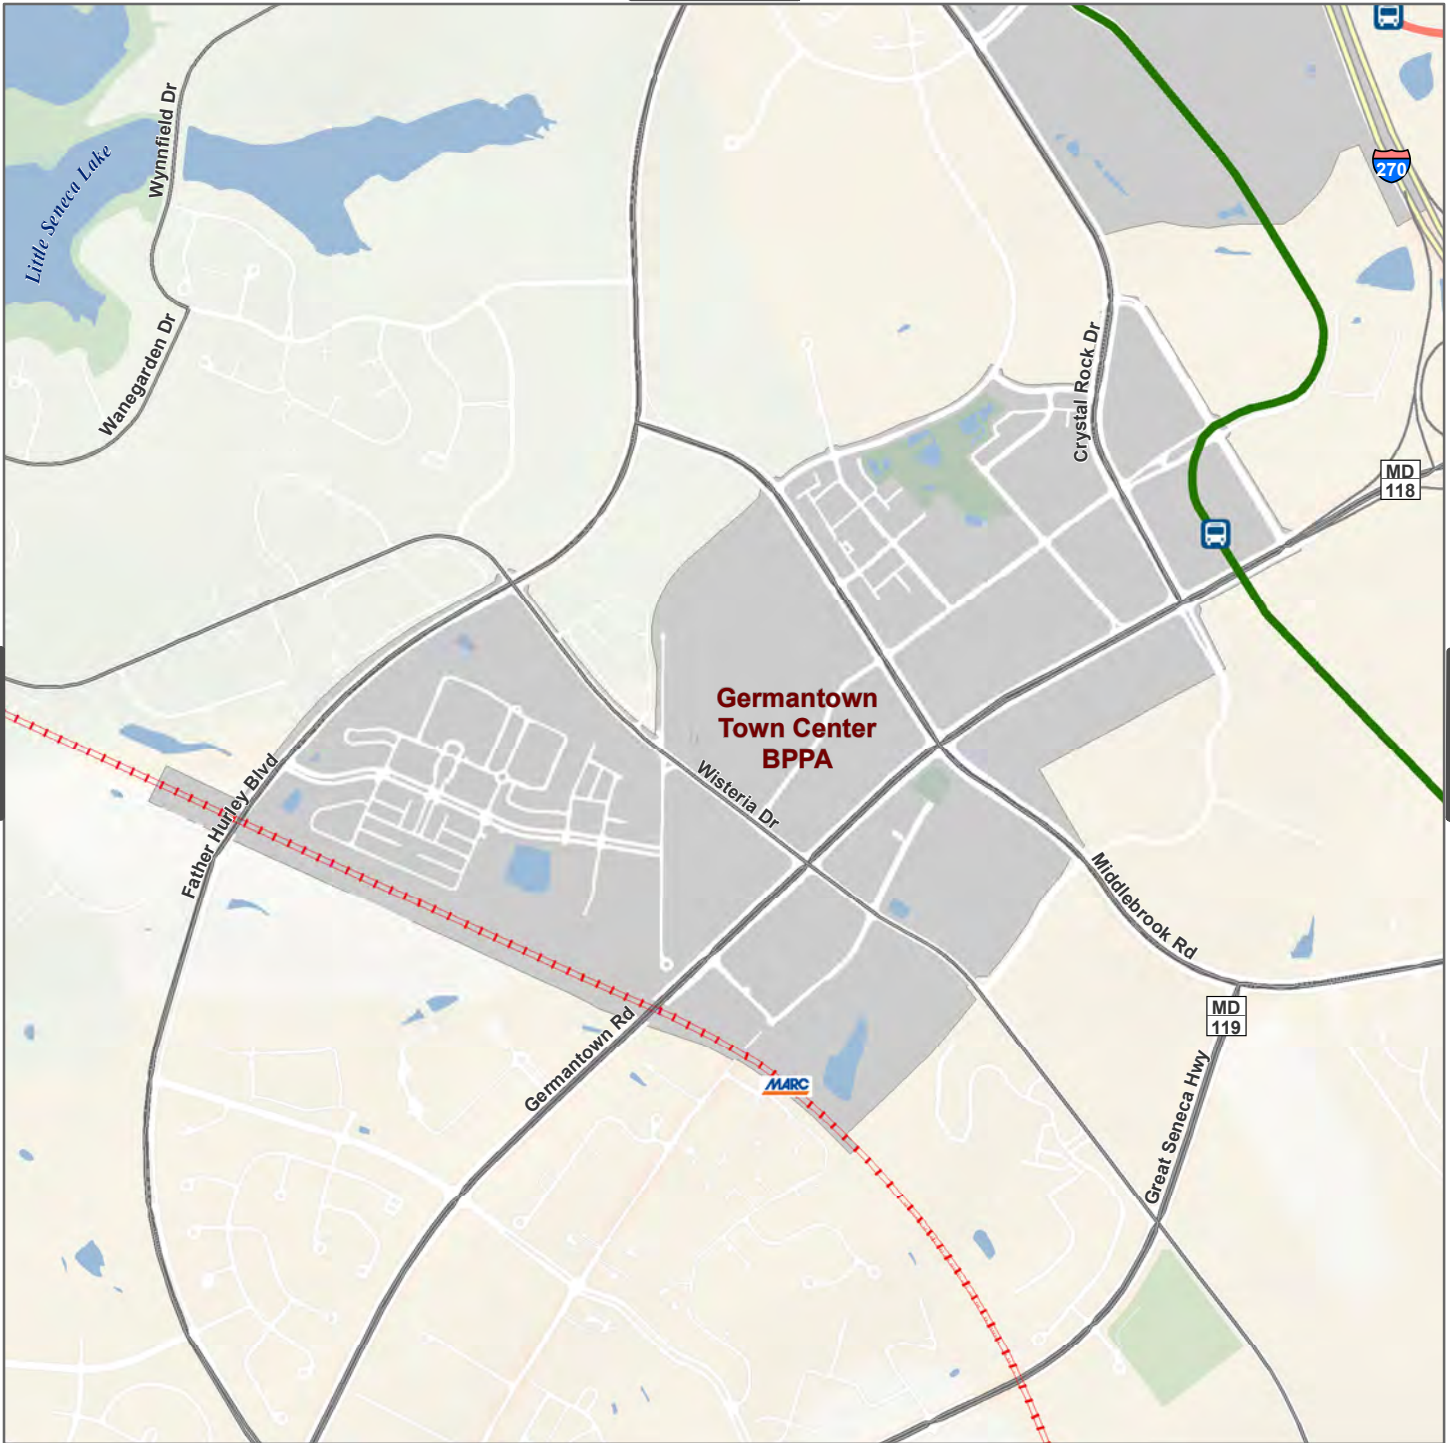 Wynnfield Dr
Little Seneca Lake
270
Wanegarden Dr
Crystal Rock Dr
MD
118
Germantown
Town Center
BPPA
Wisteria Dr
Father Hurley Blvd
Middlebrook Rd
MD
119
Germantown Rd
MARC
Great Seneca Hwy